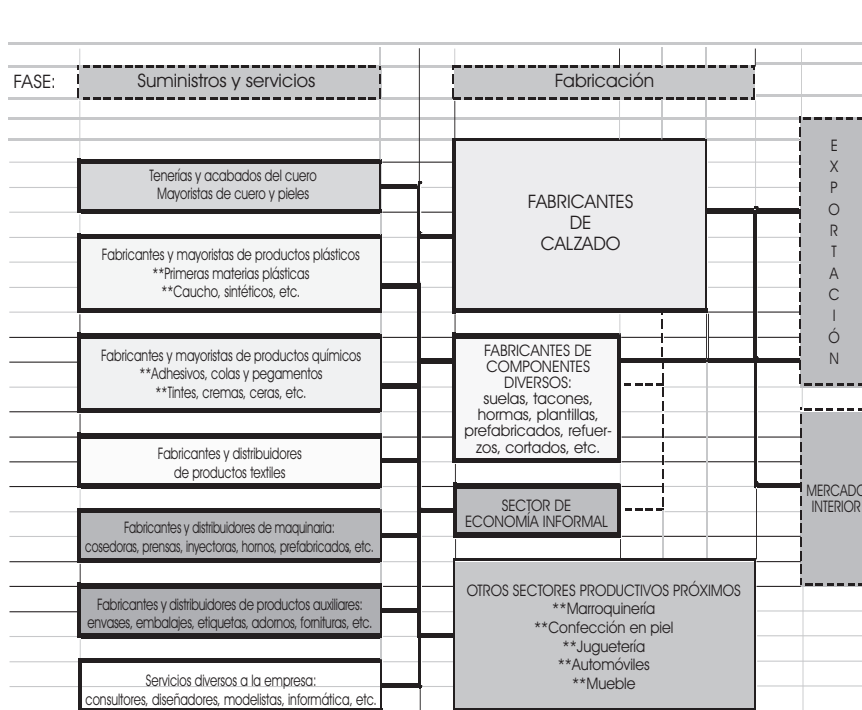 FASE:
Suministros y servicios
Fabricación
Tenerías y acabados del cuero
Mayoristas de cuero y pieles
Fabricantes y mayoristas de productos plásticos
**Primeras materias plásticas
**Caucho, sintéticos, etc.
Fabricantes y mayoristas de productos químicos
**Adhesivos, colas y pegamentos
**Tintes, cremas, ceras, etc.
Fabricantes y distribuidores
de productos textiles
Fabricantes y distribuidores de maquinaria:
cosedoras, prensas, inyectoras, hornos, prefabricados, etc.
Fabricantes y distribuidores de productos auxiliares:
envases, embalajes, etiquetas, adornos, fornituras, etc.
Servicios diversos a la empresa:
consultores, diseñadores, modelistas, informática, etc.
FABRICANTES
DE
CALZADO
FABRICANTES DE
COMPONENTES
DIVERSOS:
suelas, tacones,
hormas, plantillas,
prefabricados, refuer-
zos, cortados, etc.
SECTOR DE
ECONOMÍA INFORMAL
OTROS SECTORES PRODUCTIVOS PRÓXIMOS
**Marroquinería
**Confección en piel
**Juguetería
**Automóviles
**Mueble
E
X
P
O
R
T
A
C
I
Ó
N
MERCADO
INTERIOR